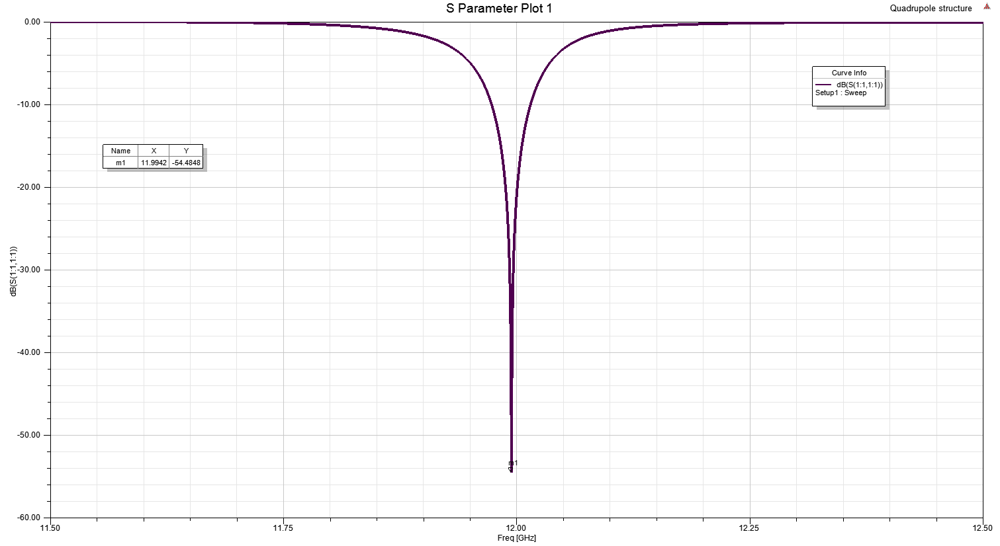 S Parameter Plot 1
Quadrupole structure
0.00
-10.00
-20.00
-30.00
-40.00
-50.00
-60.00
dB(S(1:1,1:1))
Curve Info
dB(S(1:1,1:1))
Setup1 : Sweep
Name X Y
m1 11.9942 -54.4848
m1
11.50 11.75 12.00 12.25 12.50
Freq [GHz]